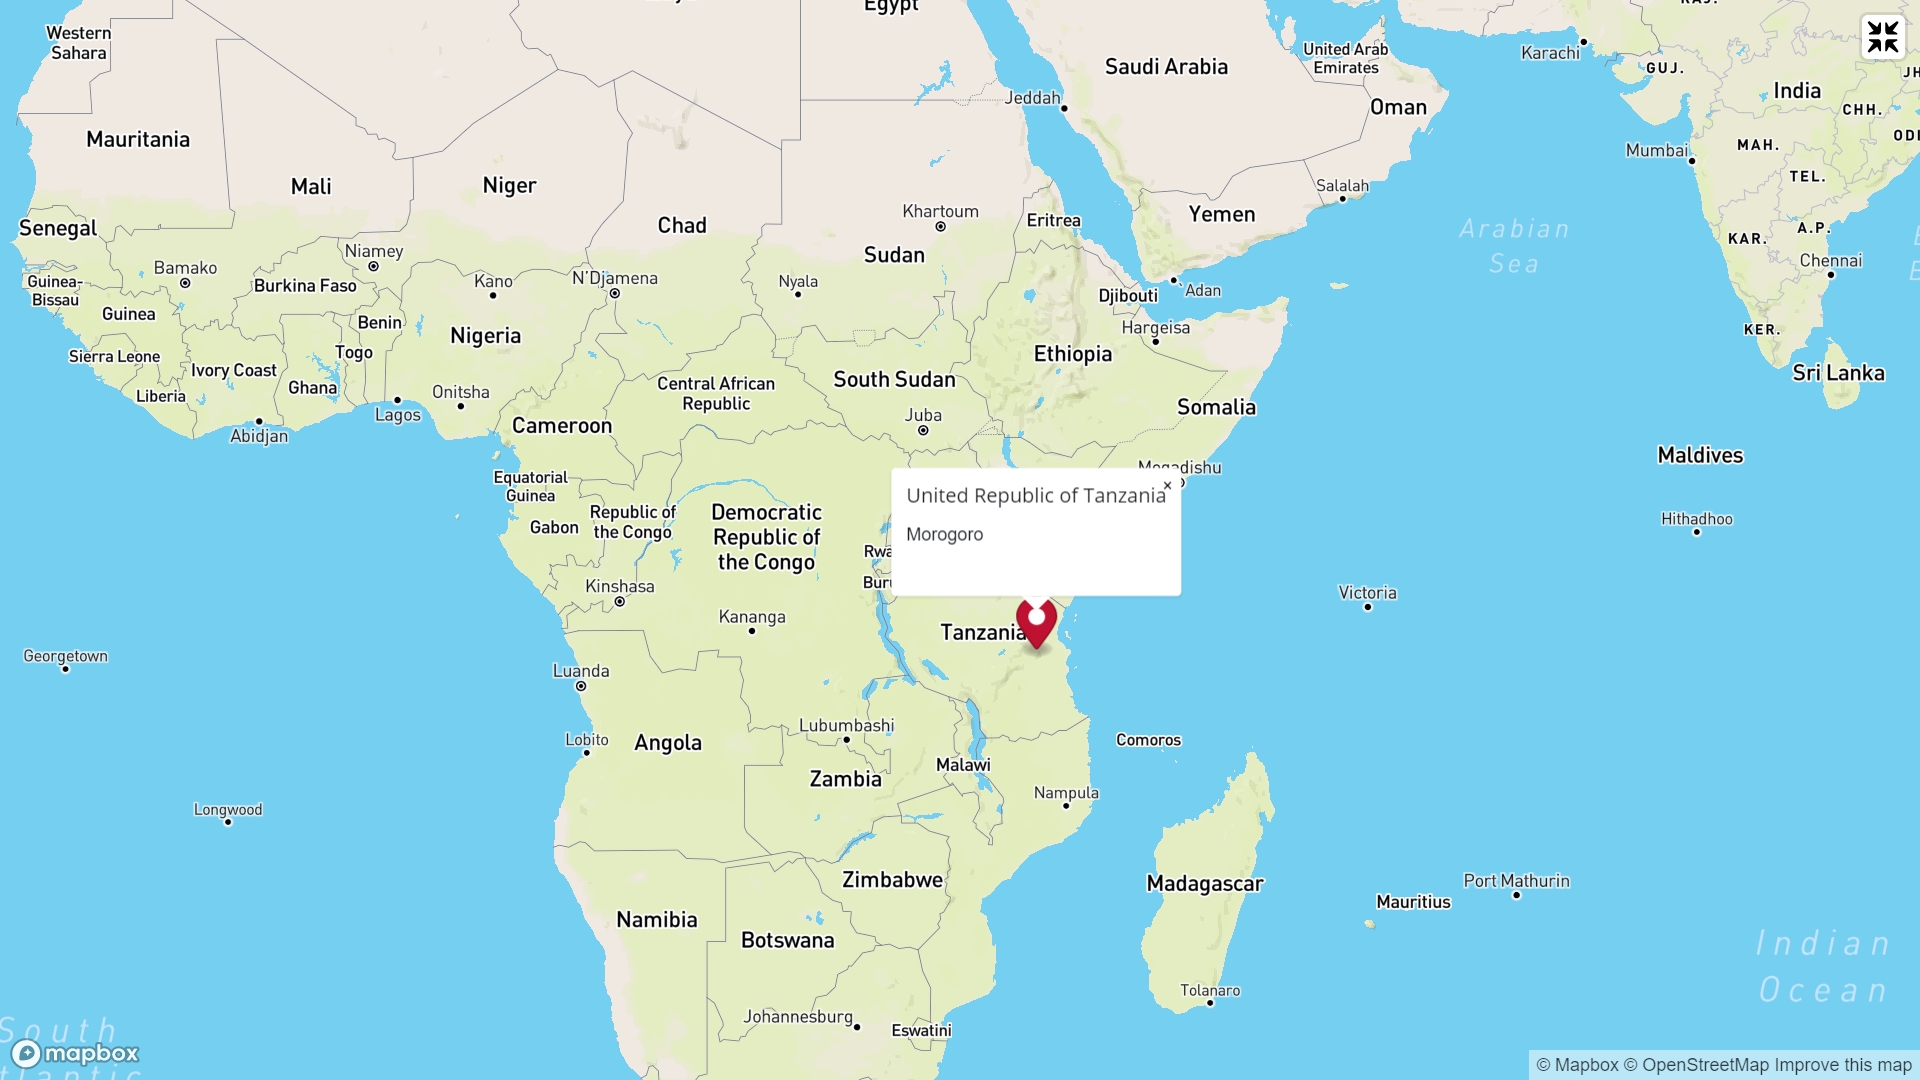 Egypt
RAJ.
Western
Sahara
United Arab
Emirates
Karachi
Saudi Arabia
GUJ.
JH
India
Jeddah
Oman
CHH.
Mauritania
ODI
MAH.
Mumbai
TEL.
Mali
Niger
Salalah
Khartoum
Yemen
Eritrea
Senegal
Chad
Arabian
Sea
A.P.
KAR.
Niamey
Sudan
Chennai
Bamako
N'Djamena
Kano
Nyala
Guinea-
Bissau
Burkina Faso
Djibouti
Adan
Guinea
Benin
Hargeisa
KER.
Nigeria
Sierra Leone
Togo
Ethiopia
Ivory Coast
Ghana
Central African
Republic
South Sudan
Sri Lanka
Liberia
Onitsha
Somalia
Lagos
Juba
Cameroon
Abidjan
Maldives
Mogadishu
Equatorial
Guinea
×
United Republic of Tanzania
Morogoro
Republic of
the Congo
Democratic
Republic of
the Congo
Gabon
Hithadhoo
Rwa
Buru
Kinshasa
Victoria
Kananga
Tanzania
Georgetown
Luanda
Lubumbashi
Lobito
Angola
Comoros
Malawi
Zambia
Nampula
Longwood
Zimbabwe
Madagascar
Port Mathurin
Mauritius
Namibia
Botswana
Indian
Ocean
Tolanaro
Johannesburg
Eswatini
South
Atlantic
mapbox
© Mapbox © OpenStreetMap Improve this map